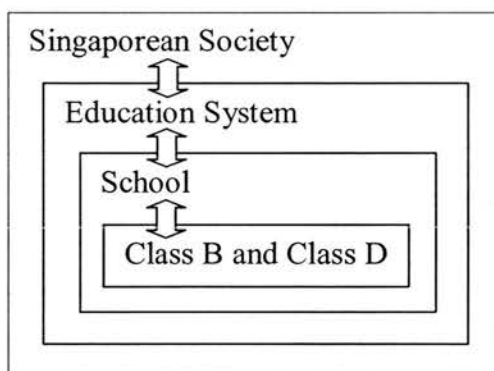 Singaporean Society
Education System
School
Class B and Class D